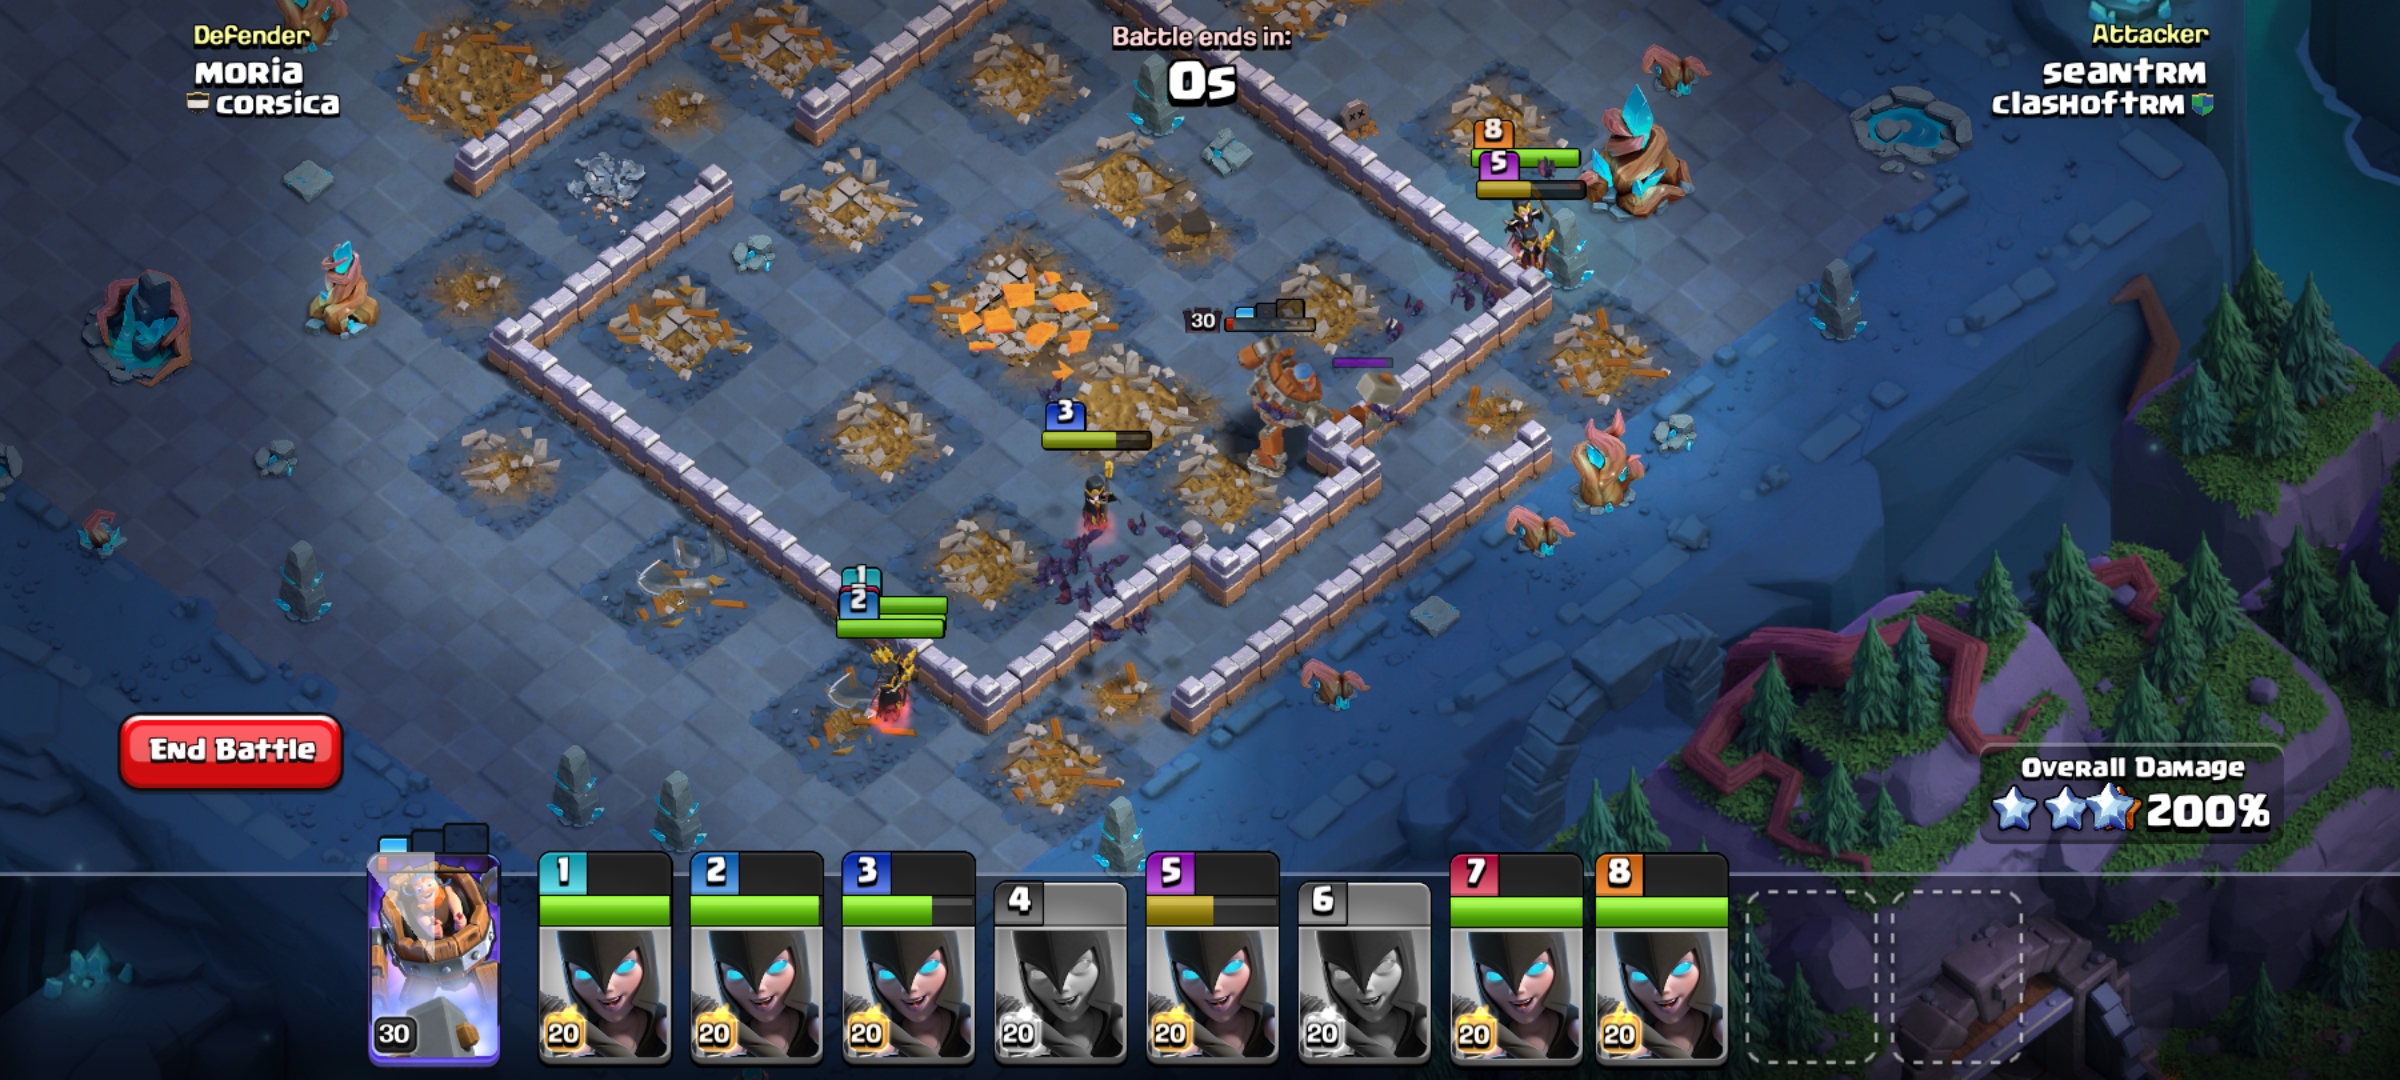 Defender
MORia
CORSICA
Battle ends in:
0s
Attacker
seantRM
clashoftRM
8
5
30
3
1
2
End Battle
Overall Damage
200%
1
2
3
4
5
6
7
8
30
20
20
20
20
20
20
20
20